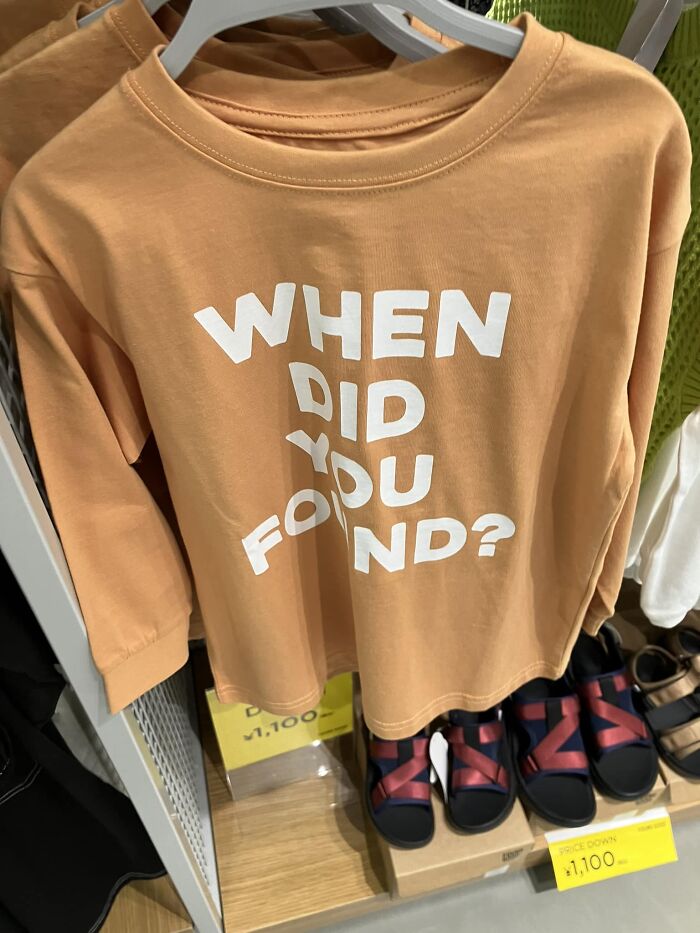 WHEN
DID
YOU
FOUND?
¥1,100
PRICE DOWN
¥1,100